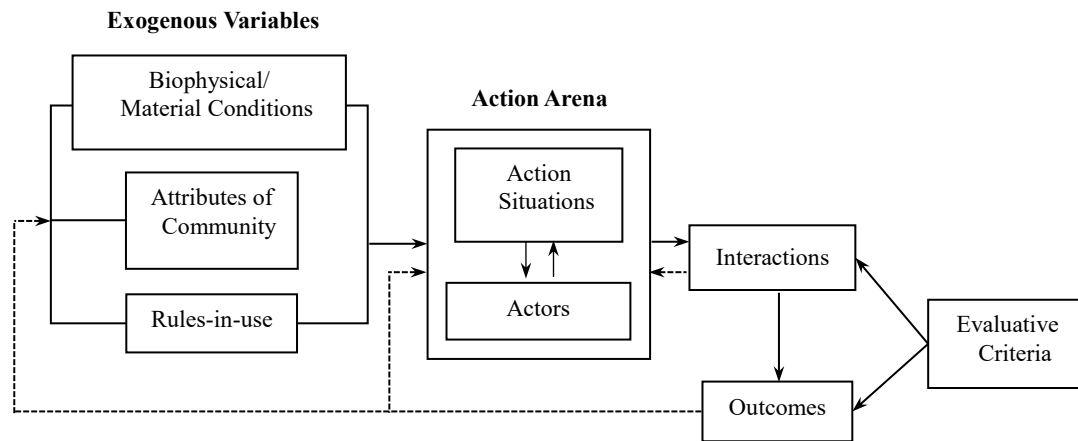 Exogenous Variables
Biophysical/
Material Conditions
Attributes of
Community
Rules-in-use
Action Arena
Action
Situations
Actors
Interactions
Outcomes
Evaluative
Criteria